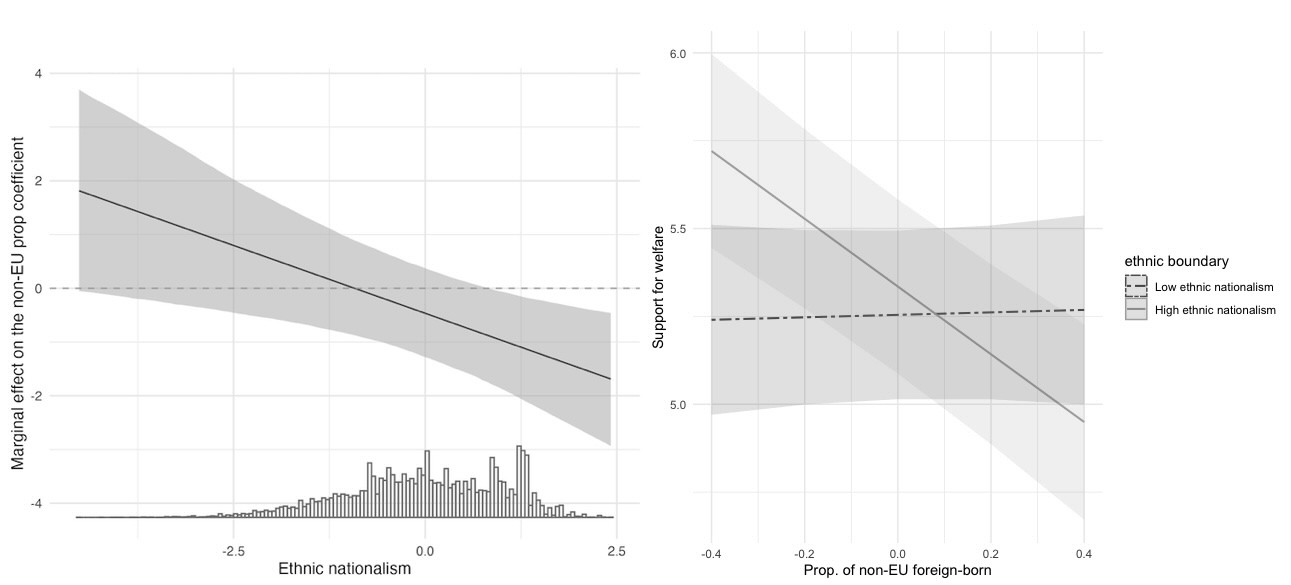 Marginal effect on the non-EU prop coefficient
4
2
0
-2
-4
-2.5
0.0
2.5
Ethnic nationalism
Support for welfare
6.0
5.5
5.0
-0.4
-0.2
0.0
0.2
0.4
Prop. of non-EU foreign-born
ethnic boundary
Low ethnic nationalism
High ethnic nationalism